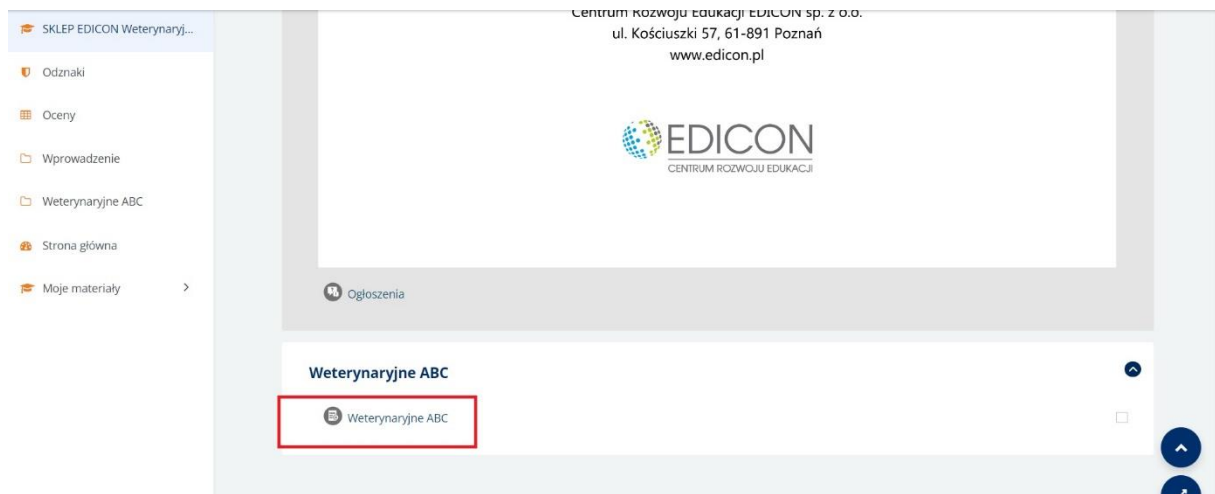 SKLEP EDICON Weterynaryj...
Odznaki
Oceny
Wprowadzenie
Weterynaryjne ABC
Strona główna
Moje materiały
Centrum Rozwoju Edukacji EDICON sp. z o.o.
ul. Kościuszki 57, 61-891 Poznań
www.edicon.pl
EDICON
CENTRUM ROZWOJU EDUKACJI
Ogłoszenia
Weterynaryjne ABC
Weterynaryjne ABC